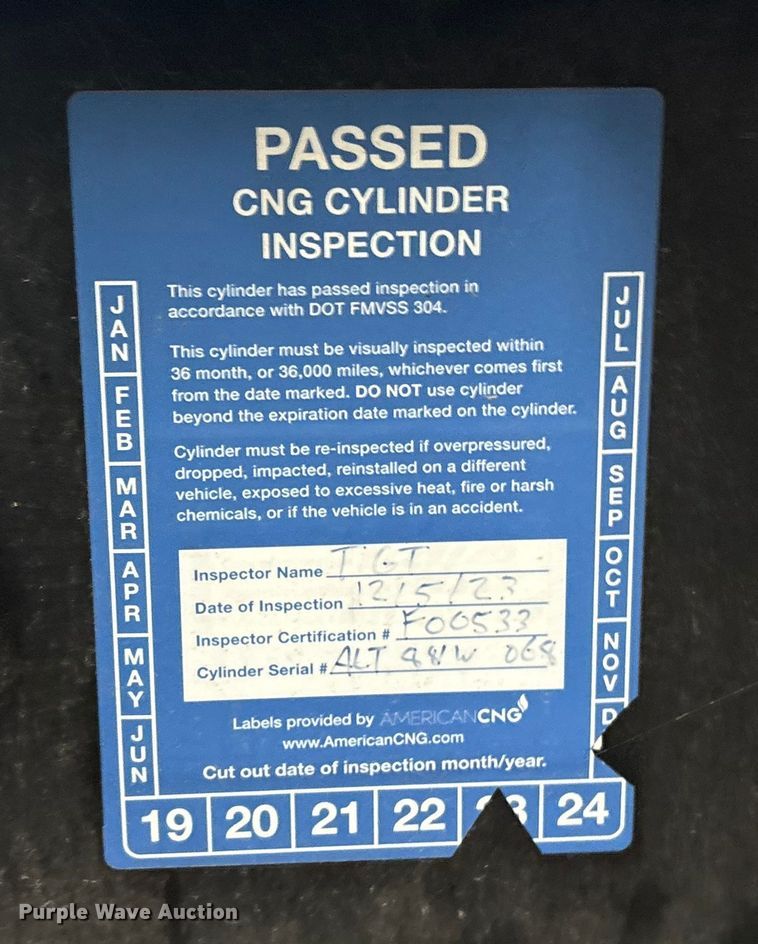 PASSED
CNG CYLINDER
INSPECTION
This cylinder has passed inspection in
accordance with DOT FMVSS 304.
This cylinder must be visually inspected within
36 month, or 36,000 miles, whichever comes first
from the date marked. DO NOT use cylinder
beyond the expiration date marked on the cylinder.
Cylinder must be re-inspected if overpressured,
dropped, impacted, reinstalled on a different
vehicle, exposed to excessive heat, fire or harsh
chemicals, or if the vehicle is in an accident.
JAN
FEB
MAR
APR
MAY
JUN
JUL
AUG
SEP
OCT
NOV
D
Inspector Name
Date of Inspection 12/5/23
Inspector Certification # F00533
Cylinder Serial # ALT 068
Labels provided by AMERICANCNG
www.AmericanCNG.com
Cut out date of inspection month/year.
19 20 21 22 23 24
Purple Wave Auction